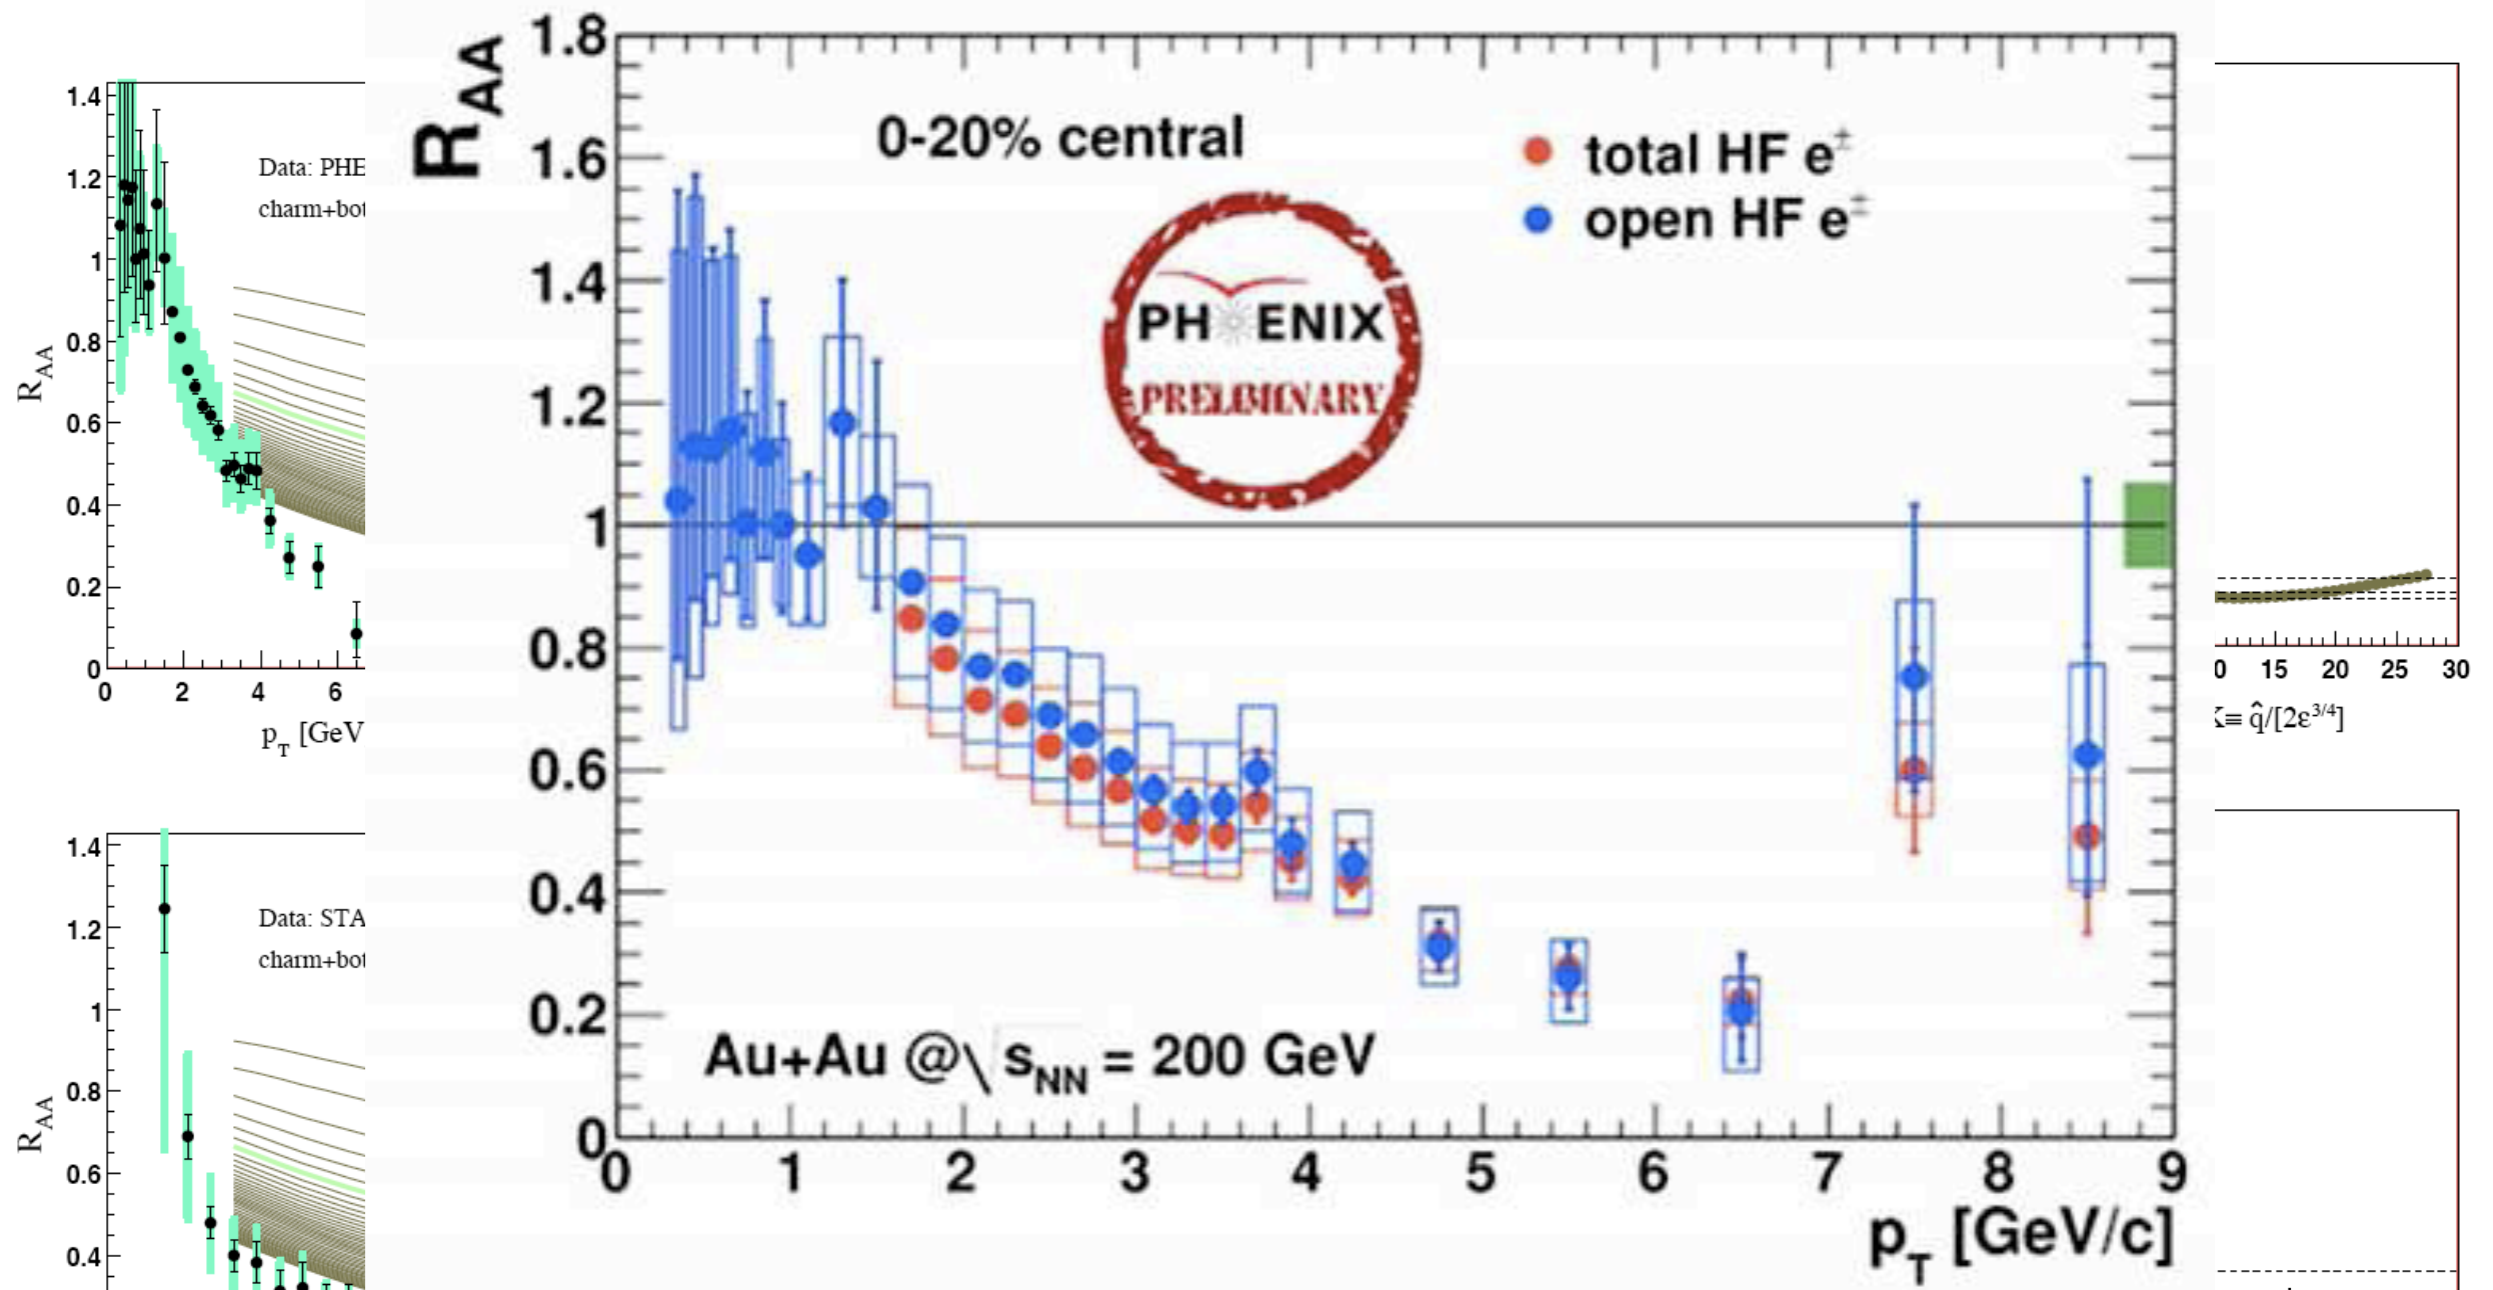 R_AA
1.8
1.6
1.4
1.2
1
0.8
0.6
0.4
0.2
0
0-20% central
total HF e±
open HF e±
PH ENIX
PRELIMINARY
Au+Au @\ s_NN = 200 GeV
0 1 2 3 4 5 6 7 8 9
p_T [GeV/c]
1.4
1.2
1
0.8
0.6
0.4
0.2
0
R_AA
Data: PHE
charm+bot
0 2 4 6
p_T [GeV
1.4
1.2
1
0.8
0.6
0.4
R_AA
Data: STA
charm+bot
0 15 20 25 30
K≡ q̂/[2ε^3/4]